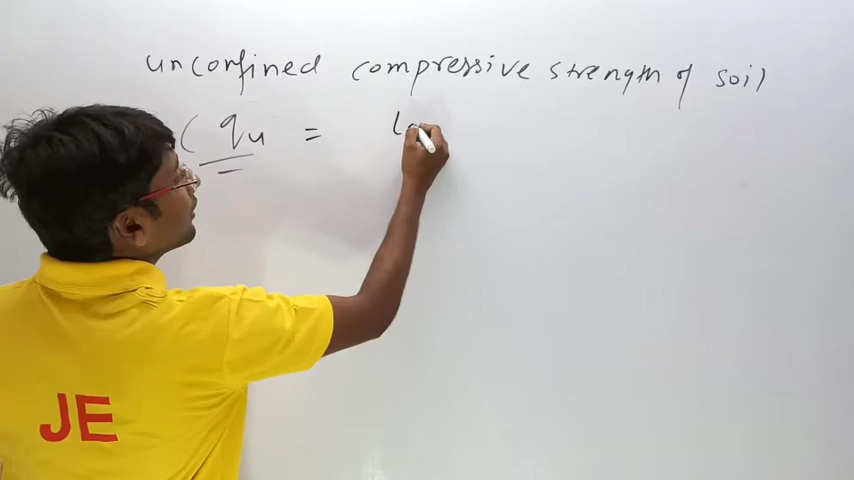 unconfined compressive strength of soil
( qu =
JE